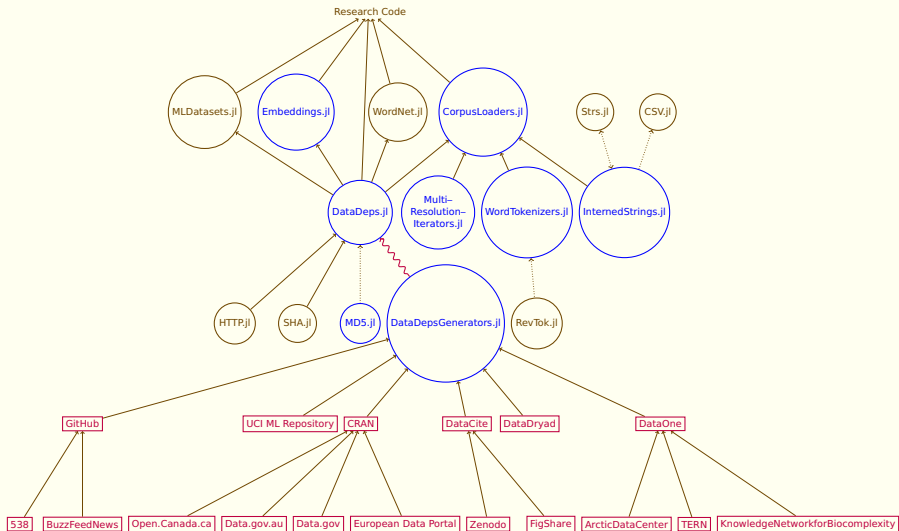 Research Code
MLDatasets.jl
Embeddings.jl
WordNet.jl
CorpusLoaders.jl
Strs.jl
CSV.jl
DataDeps.jl
Multi–
Resolution–
Iterators.jl
WordTokenizers.jl
InternedStrings.jl
HTTP.jl
SHA.jl
MD5.jl
DataDepsGenerators.jl
RevTok.jl
GitHub
UCI ML Repository
CRAN
DataCite
DataDryad
DataOne
538
BuzzFeedNews
Open.Canada.ca
Data.gov.au
Data.gov
European Data Portal
Zenodo
FigShare
ArcticDataCenter
TERN
KnowledgeNetworkforBiocomplexity